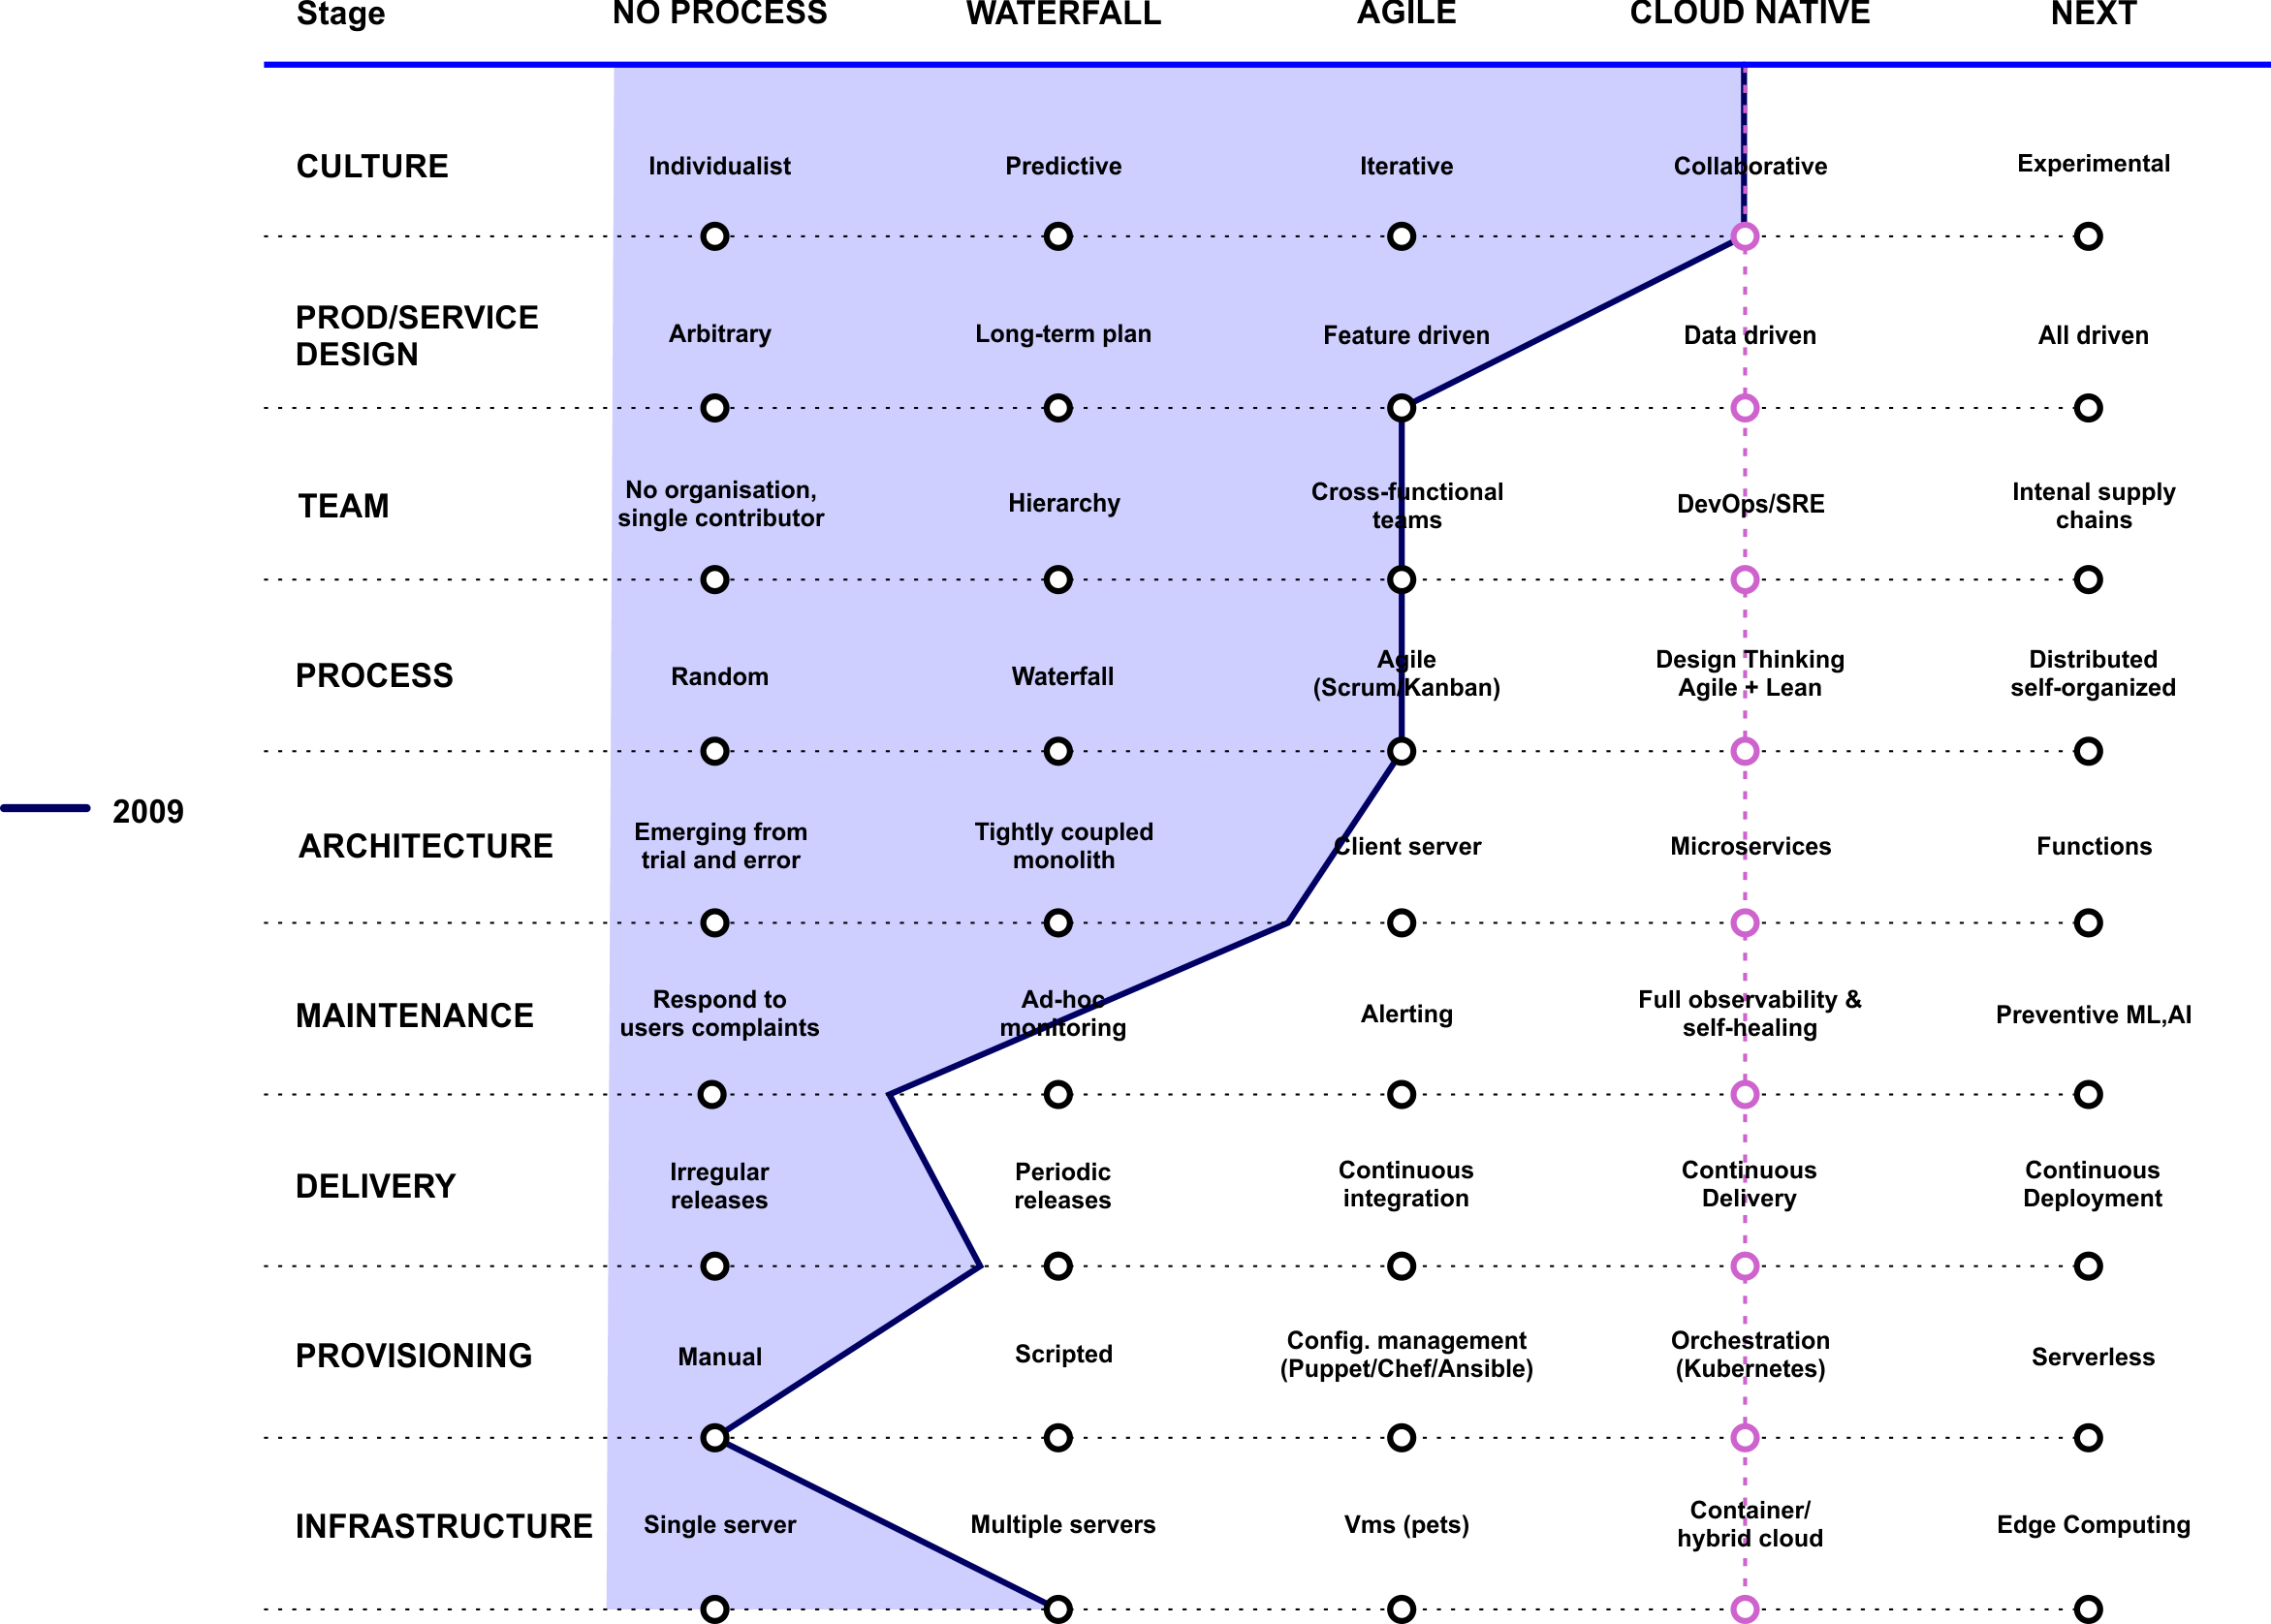 Stage NO PROCESS WATERFALL AGILE CLOUD NATIVE NEXT
CULTURE Individualist Predictive Iterative Collaborative Experimental
PROD/SERVICE
DESIGN
Arbitrary Long-term plan Feature driven Data driven All driven
TEAM
No organisation,
single contributor
Hierarchy
Cross-functional
teams
DevOps/SRE
Intenal supply
chains
PROCESS
Random
Waterfall
Agile
(Scrum/Kanban)
Design Thinking
Agile + Lean
Distributed
self-organized
2009
ARCHITECTURE
Emerging from
trial and error
Tightly coupled
monolith
Client server
Microservices
Functions
MAINTENANCE
Respond to
users complaints
Ad-hoc
monitoring
Alerting
Full observability &
self-healing
Preventive ML,AI
DELIVERY
Irregular
releases
Periodic
releases
Continuous
integration
Continuous
Delivery
Continuous
Deployment
PROVISIONING
Manual
Scripted
Config. management
(Puppet/Chef/Ansible)
Orchestration
(Kubernetes)
Serverless
INFRASTRUCTURE
Single server
Multiple servers
Vms (pets)
Container/
hybrid cloud
Edge Computing